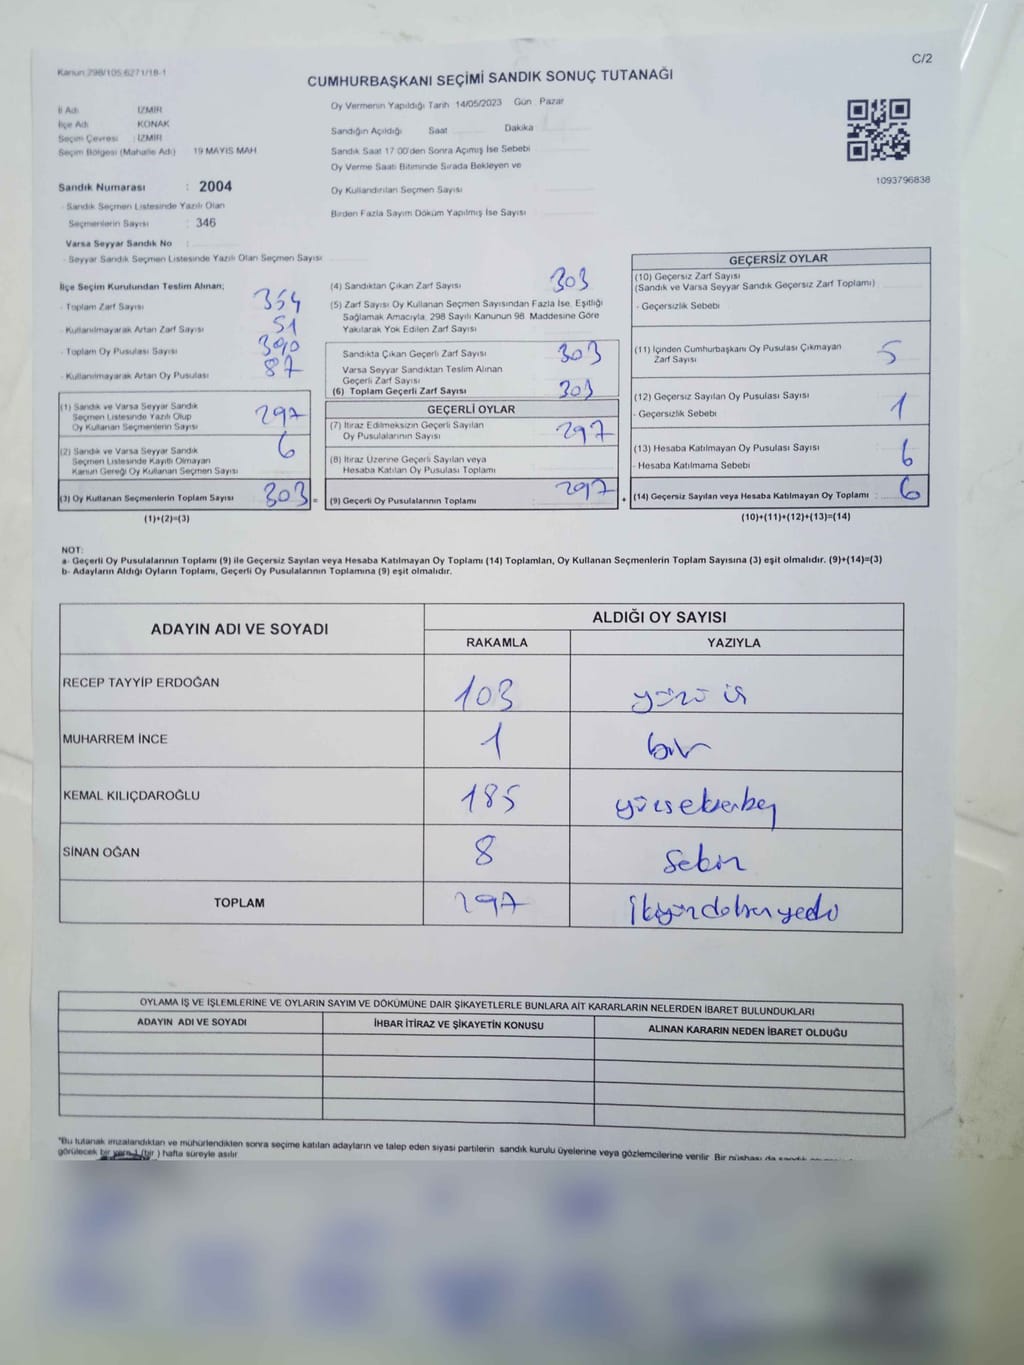 Kanun 298/105,6271/18-1
C/2
CUMHURBAŞKANI SEÇİMİ SANDIK SONUÇ TUTANAĞI
İl Adı : İZMİR
İlçe Adı : KONAK
Seçim Çevresi : İZMİR
Seçim Bölgesi (Mahalle Adı) : 19 MAYIS MAH
Sandık Numarası : 2004
- Sandık Seçmen Listesinde Yazılı Olan
Seçmenlerin Sayısı : 346
Varsa Seyyar Sandık No :
- Seyyar Sandık Seçmen Listesinde Yazılı Olan Seçmen Sayısı
Oy Vermenin Yapıldığı Tarih 14/05/2023 Gün Pazar
Sandığın Açıldığı Saat Dakika
Sandık Saat 17:00'den Sonra Açımış İse Sebebi
Oy Verme Saati Bitiminde Sırada Bekleyen ve
Oy Kullandırılan Seçmen Sayısı
Birden Fazla Sayım Döküm Yapılmış İse Sayısı
1093796838
İlçe Seçim Kurulundan Teslim Alınan;
- Toplam Zarf Sayısı 354
- Kullanılmayarak Artan Zarf Sayısı 51
- Toplam Oy Pusulası Sayısı 390
- Kullanılmayarak Artan Oy Pusulası 87
(1) Sandık ve Varsa Seyyar Sandık
Seçmen Listesinde Yazılı Olup
Oy Kullanan Seçmenlerin Sayısı 297
(2) Sandık ve Varsa Seyyar Sandık
Seçmen Listesinde Kayıtlı Olmayan
Kanun Gereği Oy Kullanan Seçmen Sayısı 6
(3) Oy Kullanan Seçmenlerin Toplam Sayısı 303 =
(1)+(2)=(3)
(4) Sandıktan Çıkan Zarf Sayısı 303
(5) Zarf Sayısı Oy Kullanan Seçmen Sayısından Fazla İse, Eşitliği
Sağlamak Amacıyla, 298 Sayılı Kanunun 98. Maddesine Göre
Yakılarak Yok Edilen Zarf Sayısı
Sandıkta Çıkan Geçerli Zarf Sayısı 303
Varsa Seyyar Sandıktan Teslim Alınan
Geçerli Zarf Sayısı
(6) Toplam Geçerli Zarf Sayısı 303
GEÇERLİ OYLAR
(7) İtiraz Edilmeksizin Geçerli Sayılan
Oy Pusulalarının Sayısı 297
(8) İtiraz Üzerine Geçerli Sayılan veya
Hesaba Katılan Oy Pusulası Toplamı
(9) Geçerli Oy Pusulalarının Toplamı 297 +
GEÇERSİZ OYLAR
(10) Geçersiz Zarf Sayısı
(Sandık ve Varsa Seyyar Sandık Geçersiz Zarf Toplamı)
- Geçersizlik Sebebi
(11) İçinden Cumhurbaşkanı Oy Pusulası Çıkmayan
Zarf Sayısı 5
(12) Geçersiz Sayılan Oy Pusulası Sayısı
- Geçersizlik Sebebi 1
(13) Hesaba Katılmayan Oy Pusulası Sayısı
- Hesaba Katılmama Sebebi 6
(14) Geçersiz Sayılan veya Hesaba Katılmayan Oy Toplamı : 6
(10)+(11)+(12)+(13)=(14)
NOT:
a- Geçerli Oy Pusulalarının Toplamı (9) ile Geçersiz Sayılan veya Hesaba Katılmayan Oy Toplamı (14) Toplamları, Oy Kullanan Seçmenlerin Toplam Sayısına (3) eşit olmalıdır. (9)+(14)=(3)
b- Adayların Aldığı Oyların Toplamı, Geçerli Oy Pusulalarının Toplamına (9) eşit olmalıdır.
ADAYIN ADI VE SOYADI ALDIĞI OY SAYISI
RAKAMLA YAZIYLA
RECEP TAYYİP ERDOĞAN 103 yüzüç
MUHARREM İNCE 1 bir
KEMAL KILIÇDAROĞLU 185 yüzseksenbeş
SİNAN OĞAN 8 Sekiz
TOPLAM 297 ikiyüzdoksanyedi
OYLAMA İŞ VE İŞLEMLERİNE VE OYLARIN SAYIM VE DÖKÜMÜNE DAİR ŞİKAYETLERLE BUNLARA AİT KARARLARIN NELERDEN İBARET BULUNDUKLARI
ADAYIN ADI VE SOYADI İHBAR İTİRAZ VE ŞİKAYETİN KONUSU ALINAN KARARIN NEDEN İBARET OLDUĞU
"Bu tutanak imzalandıktan ve mühürlendikten sonra seçime katılan adayların ve talep eden siyasi partilerin sandık kurulu üyelerine veya gözlemcilerine verilir. Bir nüshası da sandık
görülecek bir yere 1 (bir) hafta süreyle asılır